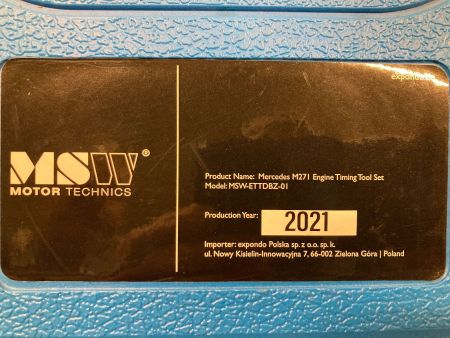 expondo.de
MSW®
MOTOR TECHNICS
Product Name: Mercedes M271 Engine Timing Tool Set
Model: MSW-ETTDBZ-01
Production Year: 2021
Importer: expondo Polska sp. z o.o. sp. k.
ul. Nowy Kisielin-Innowacyjna 7, 66-002 Zielona Góra | Poland